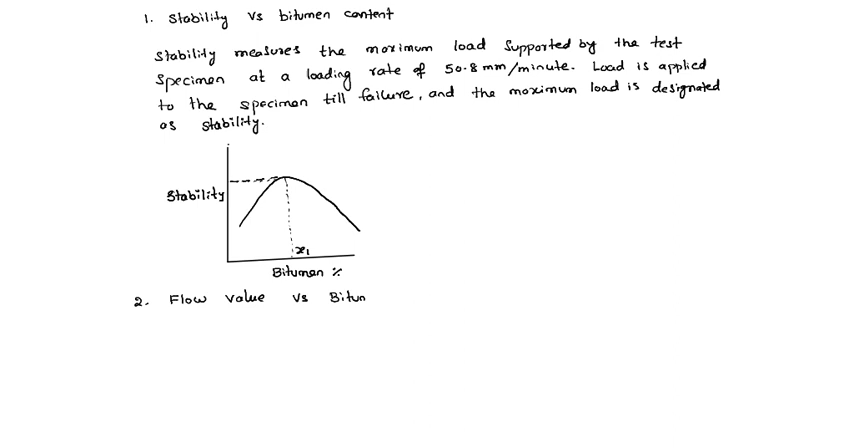 1. Stability Vs bitumen content
Stability measures the maximum load supported by the test
Specimen at a loading rate of 50.8 mm/minute. Load is applied
to the specimen till failure, and the maximum load is designated
as stability.
Stability
x1
Bitumen %
2. Flow value vs Bitun